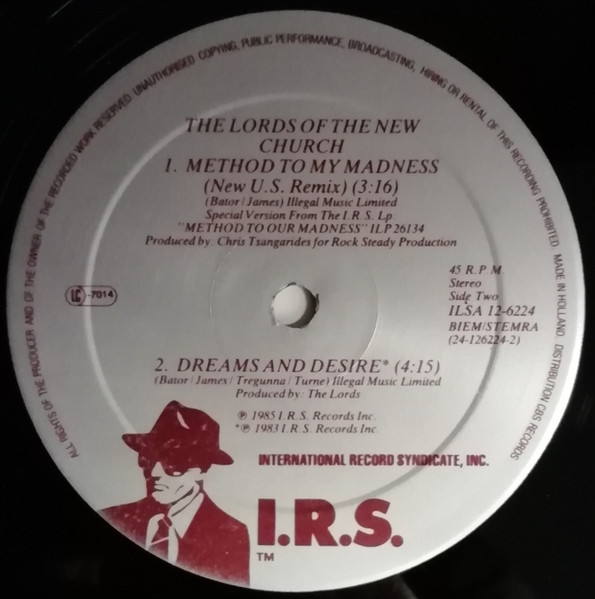 ALL RIGHTS OF THE PRODUCER AND OF THE OWNER OF THE RECORDED WORK RESERVED. UNAUTHORISED COPYING, PUBLIC PERFORMANCE, BROADCASTING, HIRING OR RENTAL OF THIS RECORDING PROHIBITED. MADE IN HOLLAND. DISTRIBUTION CBS RECORDS
THE LORDS OF THE NEW
CHURCH
1. METHOD TO MY MADNESS
(New U.S. Remix) (3:16)
(Bator/James) Illegal Music Limited
Special Version From The I.R.S. Lp
"METHOD TO OUR MADNESS" ILP 26134
Produced by: Chris Tsangarides for Rock Steady Production
45 R.P.M.
Stereo
Side Two
ILSA 12-6224
BIEM/STEMRA
(24-126224-2)
LC -7014
2. DREAMS AND DESIRE* (4:15)
(Bator/James/Tregunna/Turne) Illegal Music Limited
Produced by: The Lords
℗ 1985 I.R.S. Records Inc.
*℗ 1983 I.R.S. Records Inc.
INTERNATIONAL RECORD SYNDICATE, INC.
I.R.S.
TM